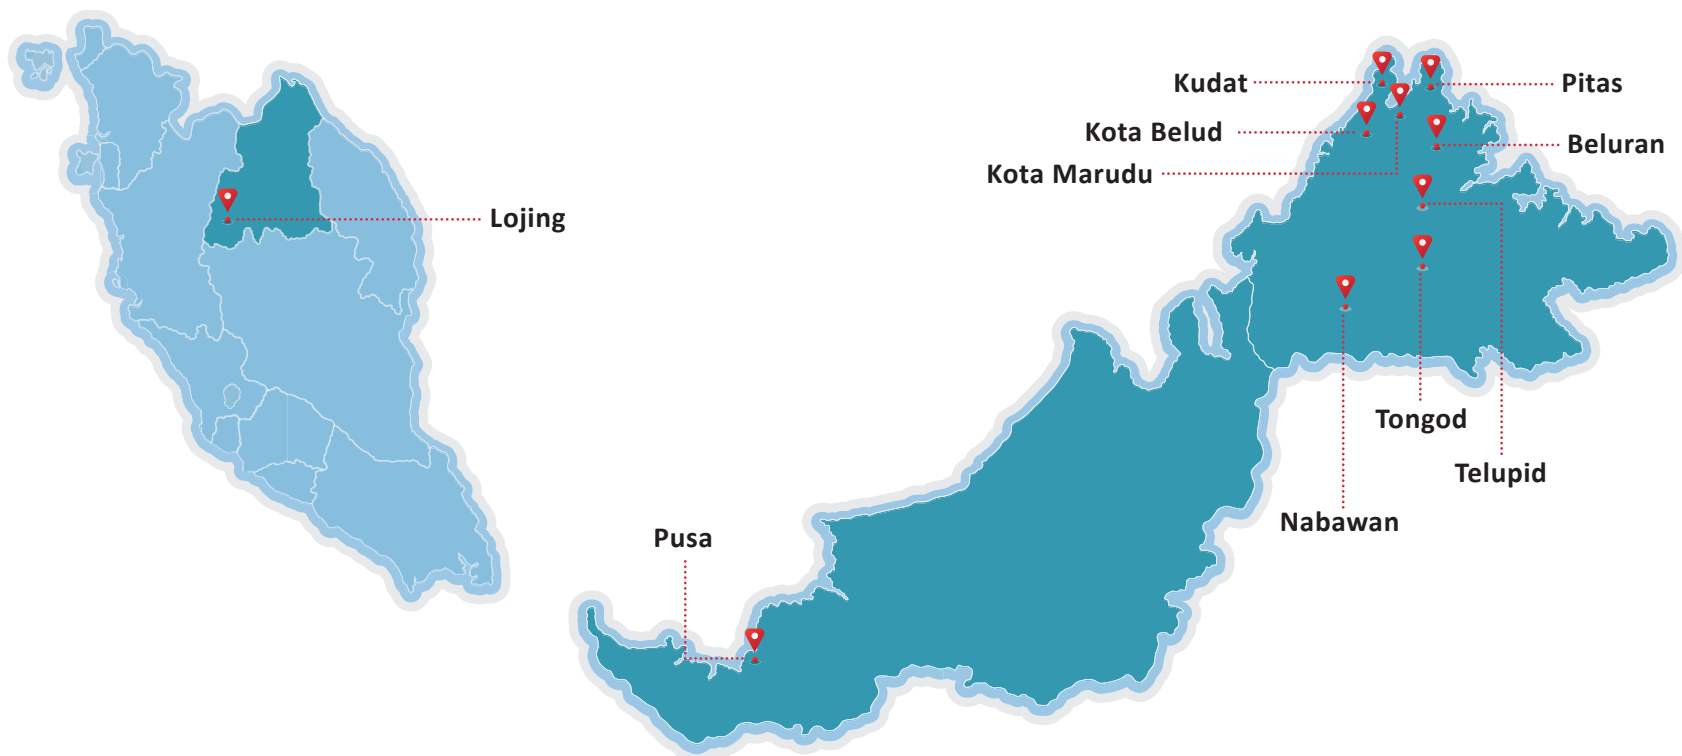 Kudat
Pitas
Kota Belud
Beluran
Kota Marudu
Lojing
Tongod
Telupid
Nabawan
Pusa